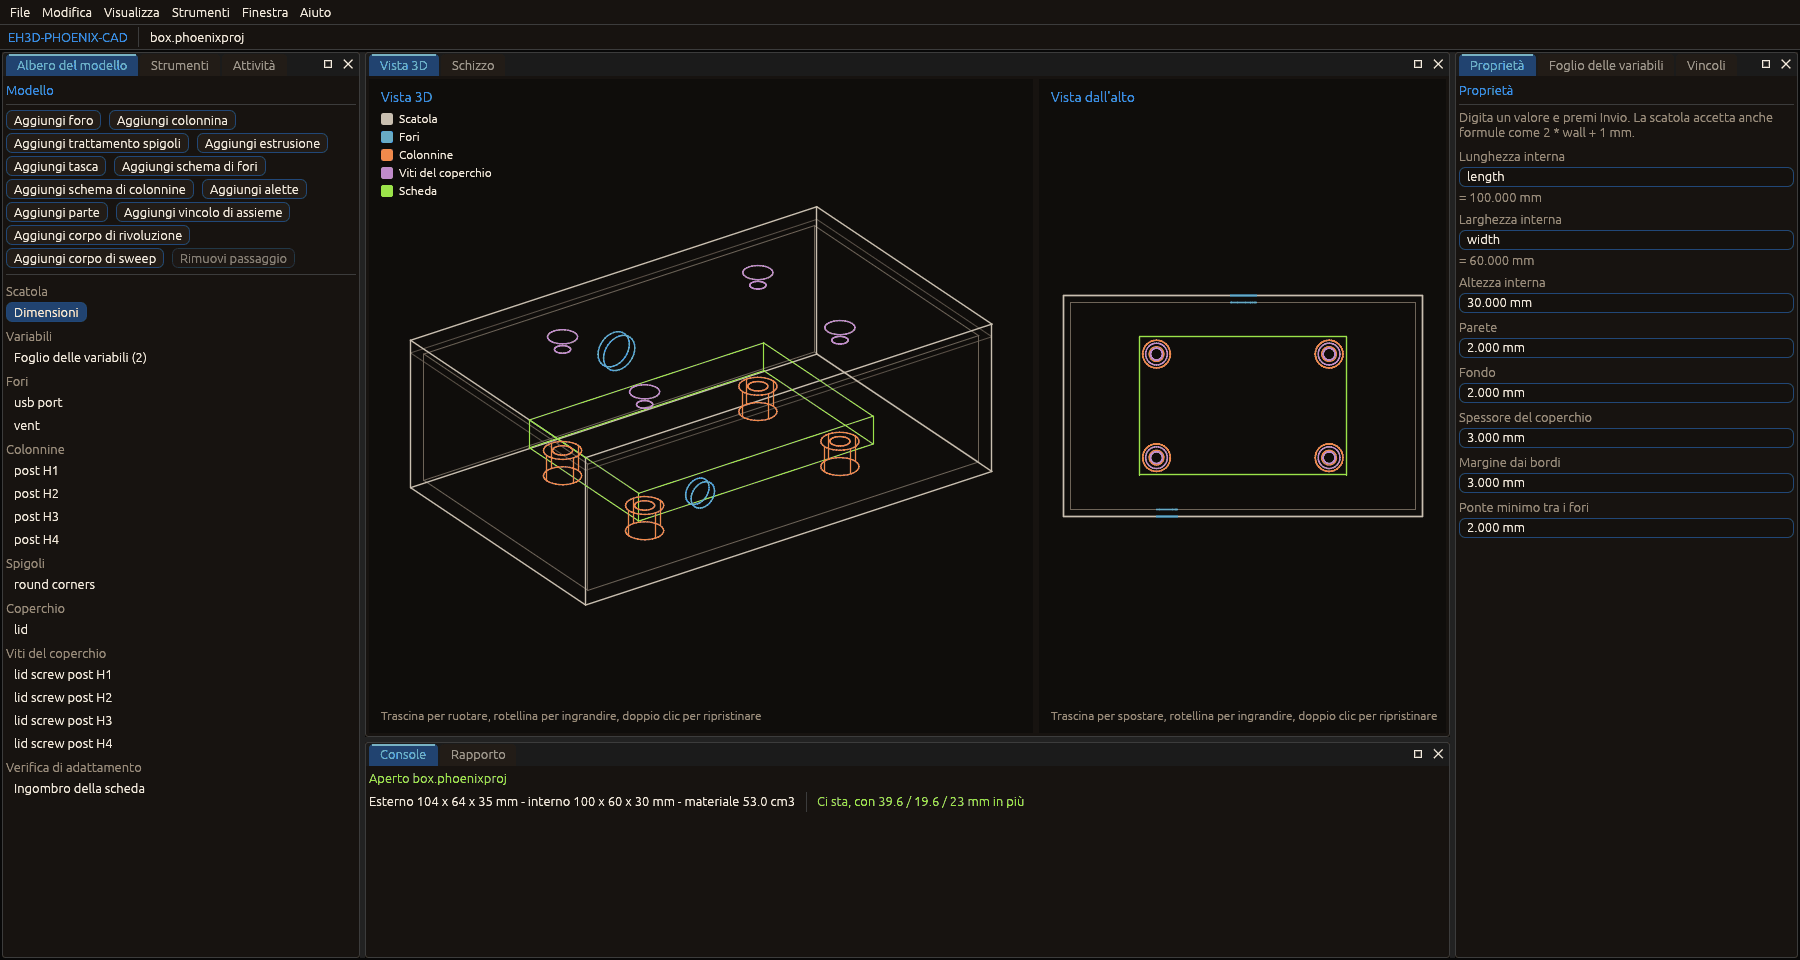 File Modifica Visualizza Strumenti Finestra Aiuto
EH3D-PHOENIX-CAD box.phoenixproj
Albero del modello Strumenti Attività
Modello
Aggiungi foro Aggiungi colonnina
Aggiungi trattamento spigoli Aggiungi estrusione
Aggiungi tasca Aggiungi schema di fori
Aggiungi schema di colonnine Aggiungi alette
Aggiungi parte Aggiungi vincolo di assieme
Aggiungi corpo di rivoluzione
Aggiungi corpo di sweep Rimuovi passaggio
Scatola
Dimensioni
Variabili
Foglio delle variabili (2)
Fori
usb port
vent
Colonnine
post H1
post H2
post H3
post H4
Spigoli
round corners
Coperchio
lid
Viti del coperchio
lid screw post H1
lid screw post H2
lid screw post H3
lid screw post H4
Verifica di adattamento
Ingombro della scheda
Vista 3D Schizzo
Vista 3D
Scatola
Fori
Colonnine
Viti del coperchio
Scheda
Trascina per ruotare, rotellina per ingrandire, doppio clic per ripristinare
Vista dall'alto
Trascina per spostare, rotellina per ingrandire, doppio clic per ripristinare
Console Rapporto
Aperto box.phoenixproj
Esterno 104 x 64 x 35 mm - interno 100 x 60 x 30 mm - materiale 53.0 cm3 Ci sta, con 39.6 / 19.6 / 23 mm in più
Proprietà Foglio delle variabili Vincoli
Proprietà
Digita un valore e premi Invio. La scatola accetta anche
formule come 2 * wall + 1 mm.
Lunghezza interna
length
= 100.000 mm
Larghezza interna
width
= 60.000 mm
Altezza interna
30.000 mm
Parete
2.000 mm
Fondo
2.000 mm
Spessore del coperchio
3.000 mm
Margine dai bordi
3.000 mm
Ponte minimo tra i fori
2.000 mm